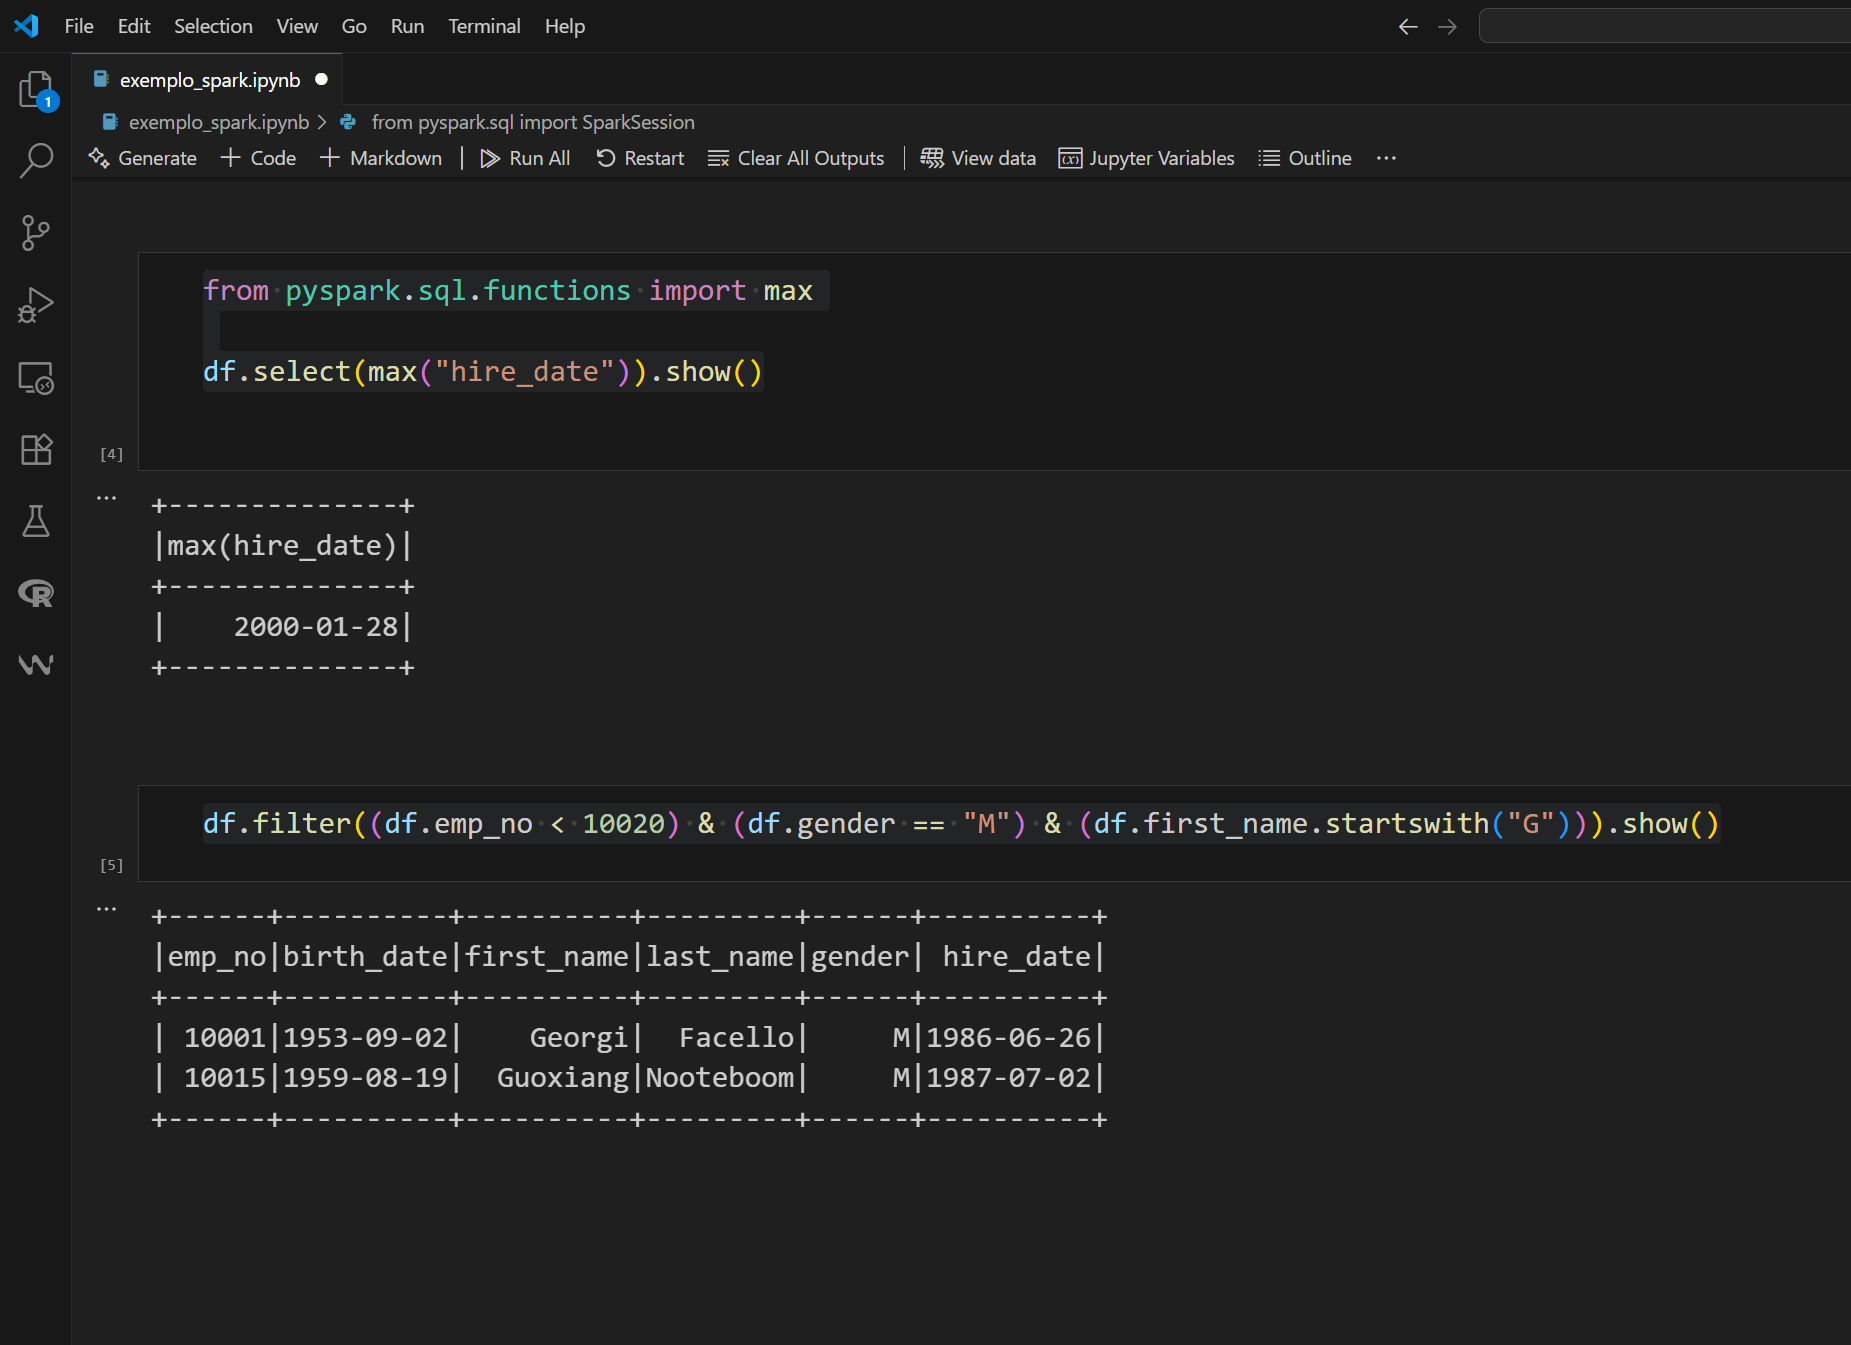 File Edit Selection View Go Run Terminal Help
exemplo_spark.ipynb
1
exemplo_spark.ipynb > from pyspark.sql import SparkSession
Generate + Code + Markdown | Run All Restart Clear All Outputs | View data Jupyter Variables Outline ...
from pyspark.sql.functions import max
df.select(max("hire_date")).show()
[4]
... +--------------+
|max(hire_date)|
+--------------+
|    2000-01-28|
+--------------+
df.filter((df.emp_no < 10020) & (df.gender == "M") & (df.first_name.startswith("G"))).show()
[5]
... +------+----------+----------+---------+------+----------+
|emp_no|birth_date|first_name|last_name|gender| hire_date|
+------+----------+----------+---------+------+----------+
| 10001|1953-09-02|    Georgi|  Facello|     M|1986-06-26|
| 10015|1959-08-19|  Guoxiang|Nooteboom|     M|1987-07-02|
+------+----------+----------+---------+------+----------+